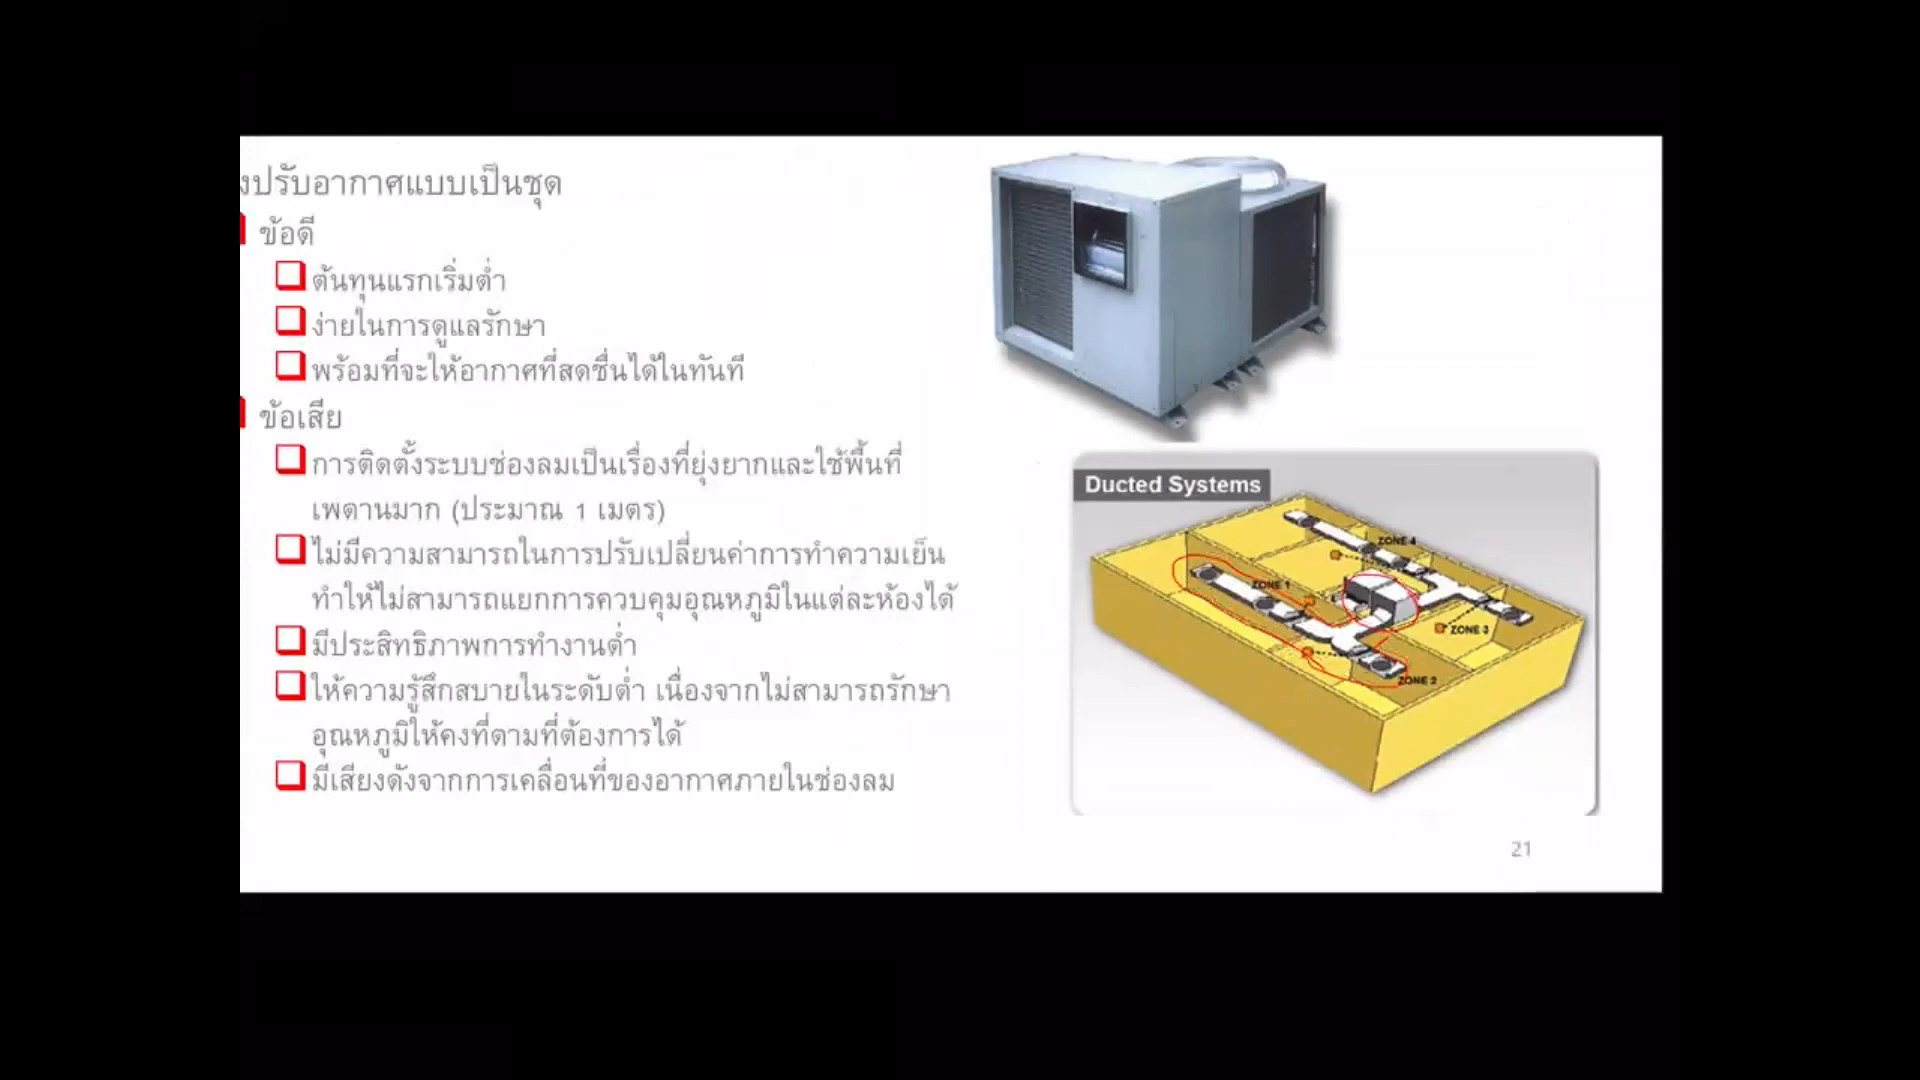 งปรับอากาศแบบเป็นชุด
ข้อดี
ต้นทุนแรกเริ่มต่ำ
ง่ายในการดูแลรักษา
พร้อมที่จะให้อากาศที่สดชื่นได้ในทันที
ข้อเสีย
การติดตั้งระบบช่องลมเป็นเรื่องที่ยุ่งยากและใช้พื้นที่
เพดานมาก (ประมาณ 1 เมตร)
ไม่มีความสามารถในการปรับเปลี่ยนค่าการทำความเย็น
ทำให้ไม่สามารถแยกการควบคุมอุณหภูมิในแต่ละห้องได้
มีประสิทธิภาพการทำงานต่ำ
ให้ความรู้สึกสบายในระดับต่ำ เนื่องจากไม่สามารถรักษา
อุณหภูมิให้คงที่ตามที่ต้องการได้
มีเสียงดังจากการเคลื่อนที่ของอากาศภายในช่องลม
Ducted Systems
ZONE 4
ZONE 1
ZONE 3
ZONE 2
21